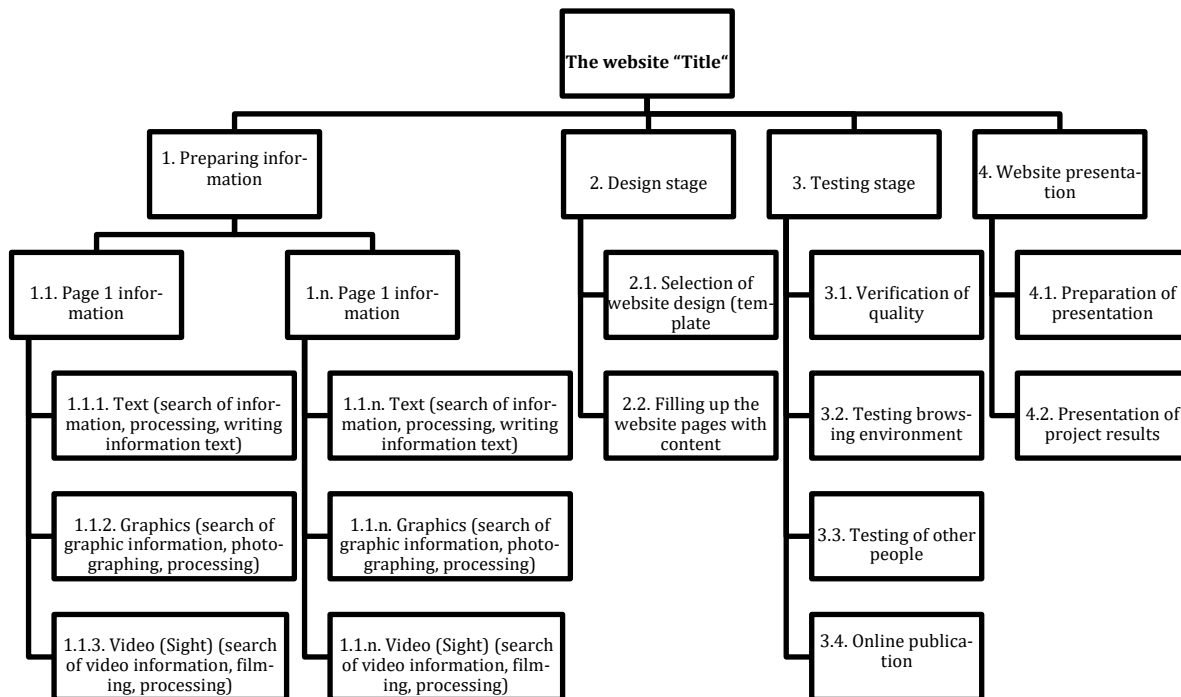 The website “Title“
1. Preparing infor-
mation
2. Design stage
3. Testing stage
4. Website presenta-
tion
1.1. Page 1 infor-
mation
1.n. Page 1 infor-
mation
2.1. Selection of
website design (tem-
plate
3.1. Verification of
quality
4.1. Preparation of
presentation
1.1.1. Text (search of infor-
mation, processing, writing
information text)
1.1.n. Text (search of infor-
mation, processing, writing
information text)
2.2. Filling up the
website pages with
content
3.2. Testing brows-
ing environment
4.2. Presentation of
project results
1.1.2. Graphics (search of
graphic information, photo-
graphing, processing)
1.1.n. Graphics (search of
graphic information, photo-
graphing, processing)
3.3. Testing of other
people
1.1.3. Video (Sight) (search
of video information, film-
ing, processing)
1.1.n. Video (Sight) (search
of video information, film-
ing, processing)
3.4. Online publica-
tion